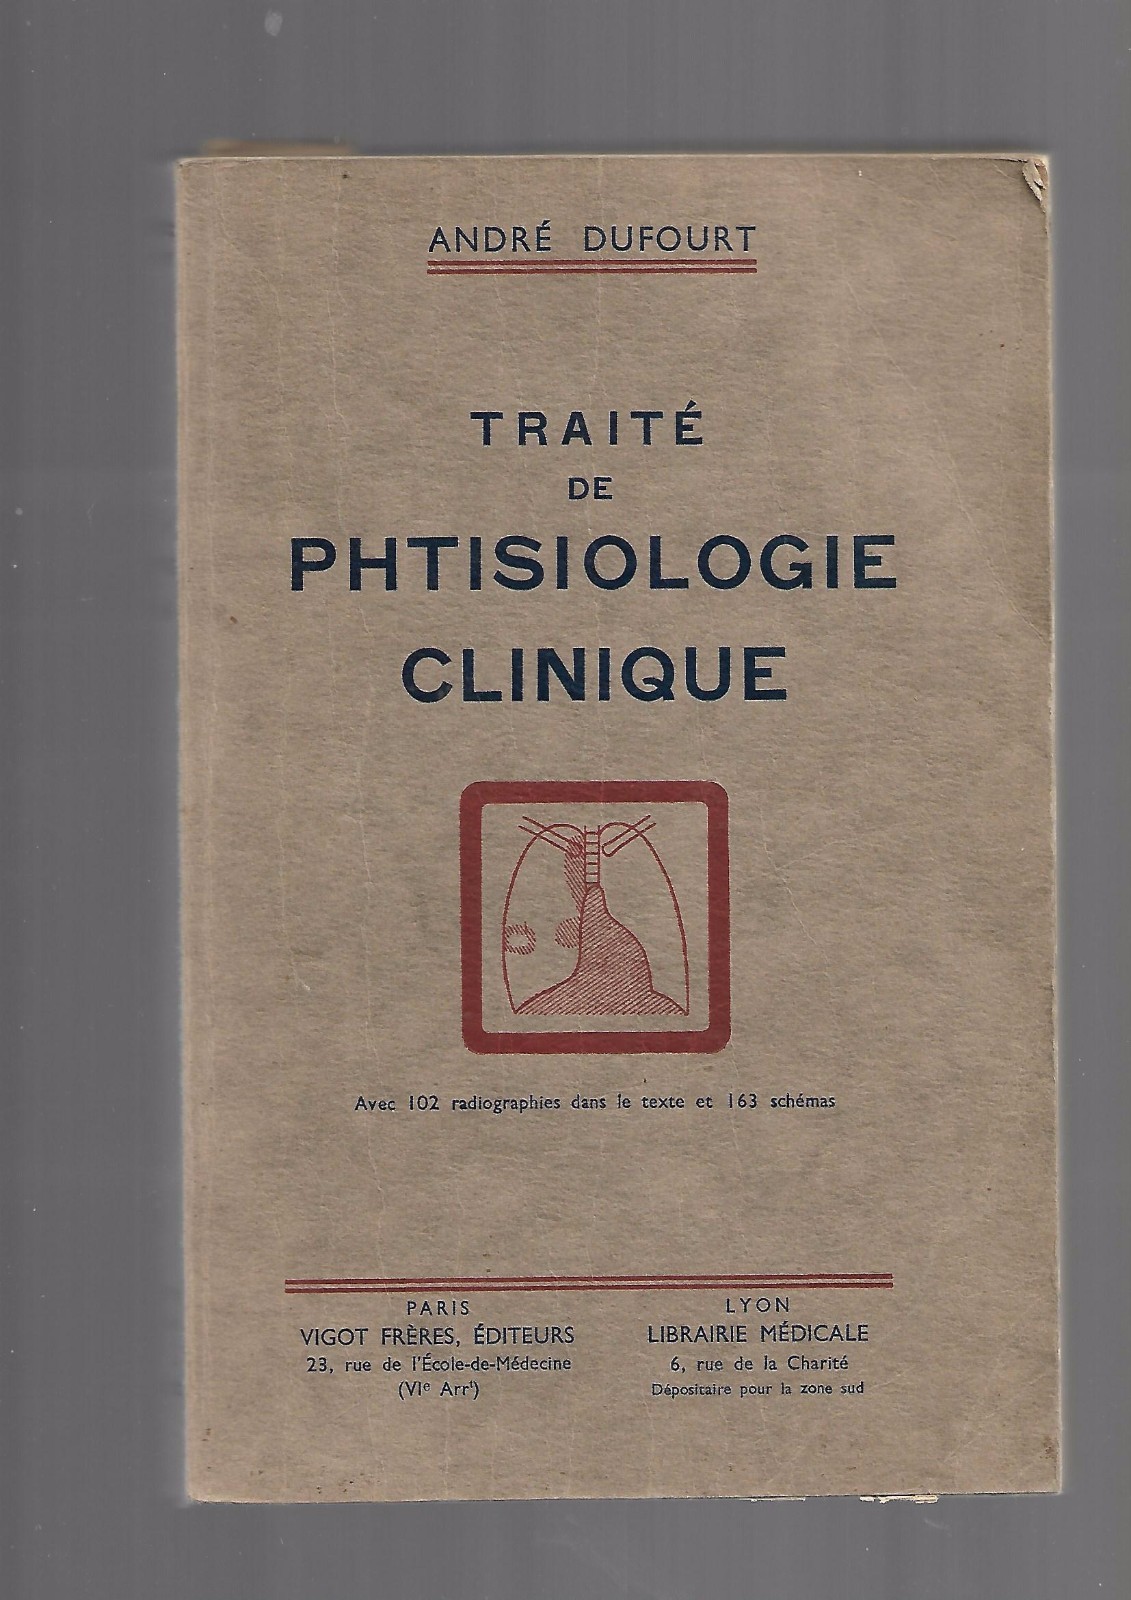 ANDRÉ DUFOURT
TRAITÉ
DE
PHTISIOLOGIE
CLINIQUE
Avec 102 radiographies dans le texte et 163 schémas
PARIS
VIGOT FRÈRES, ÉDITEURS
23, rue de l'École-de-Médecine
(VIe Arrt)
LYON
LIBRAIRIE MÉDICALE
6, rue de la Charité
Dépositaire pour la zone sud